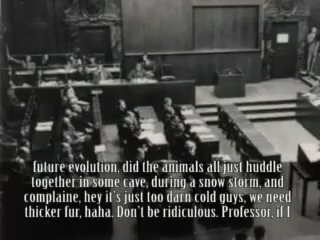 future evolution, did the animals all just huddle
together in some cave, during a snow storm, and
complaine, hey it's just too darn cold guys, we need
thicker fur, haha. Don't be ridiculous. Professor, if I